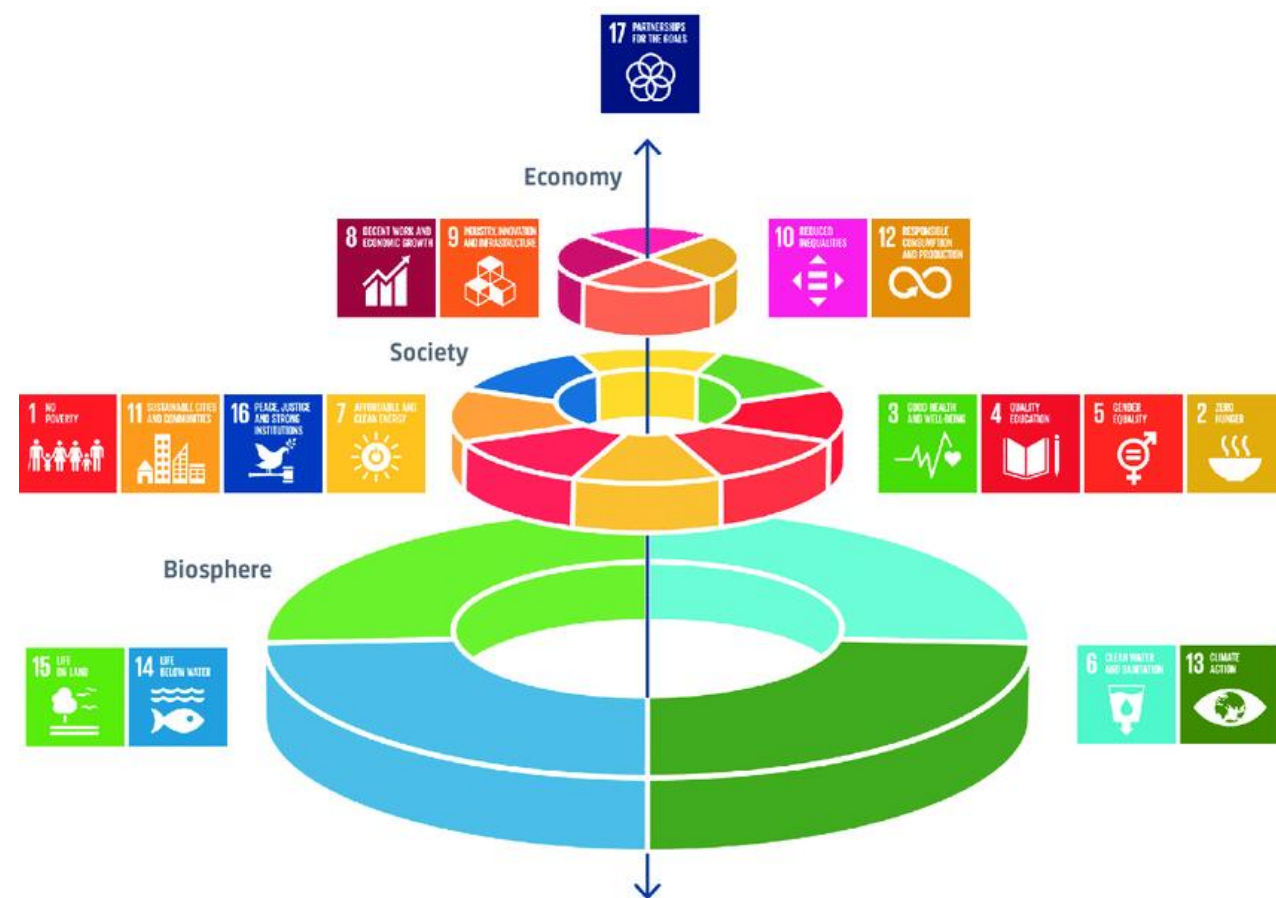 17 PARTNERSHIPS
FOR THE GOALS
Economy
8 DECENT WORK AND
ECONOMIC GROWTH
9 INDUSTRY, INNOVATION
AND INFRASTRUCTURE
10 REDUCED
INEQUALITIES
12 RESPONSIBLE
CONSUMPTION
AND PRODUCTION
Society
1 NO
POVERTY
11 SUSTAINABLE CITIES
AND COMMUNITIES
16 PEACE, JUSTICE
AND STRONG
INSTITUTIONS
7 AFFORDABLE AND
CLEAN ENERGY
3 GOOD HEALTH
AND WELL-BEING
4 QUALITY
EDUCATION
5 GENDER
EQUALITY
2 ZERO
HUNGER
Biosphere
15 LIFE
ON LAND
14 LIFE
BELOW WATER
6 CLEAN WATER
AND SANITATION
13 CLIMATE
ACTION